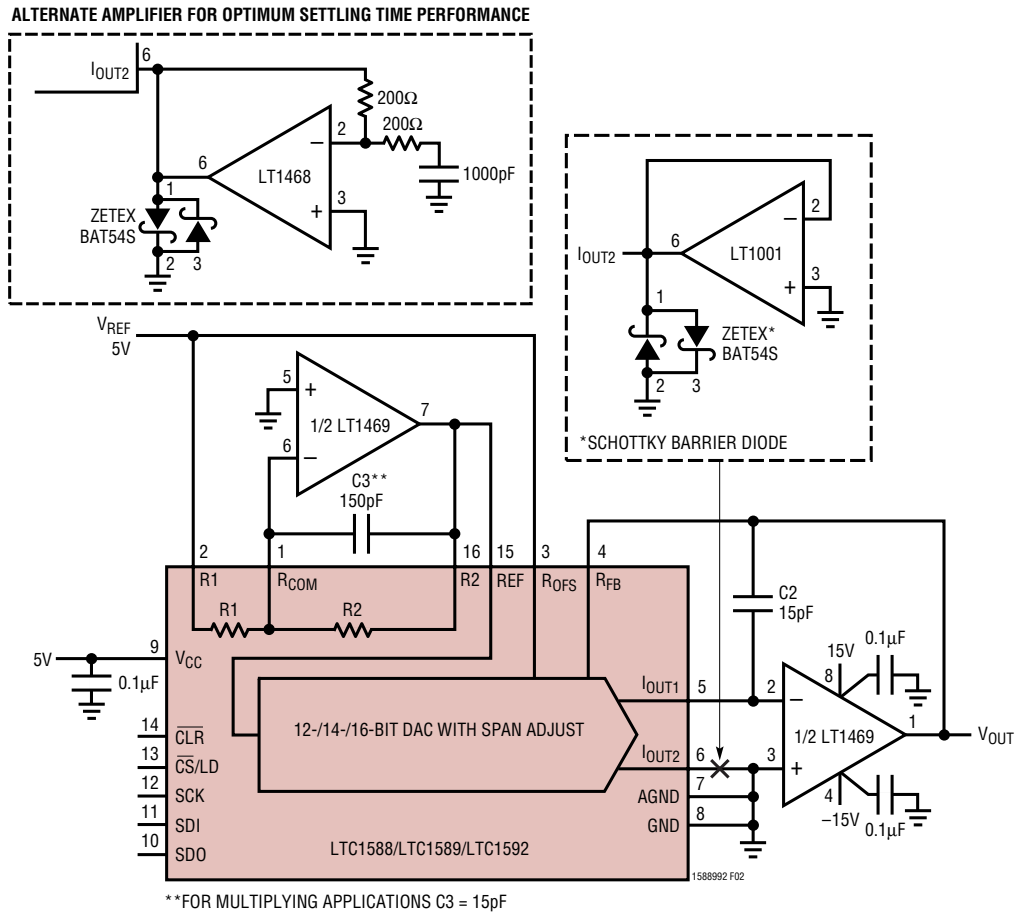 ALTERNATE AMPLIFIER FOR OPTIMUM SETTLING TIME PERFORMANCE
IOUT2
6
200Ω
200Ω
2
6
LT1468
1000pF
3
1
ZETEX
BAT54S
2 3
2
6
IOUT2
LT1001
3
1
ZETEX*
BAT54S
2 3
*SCHOTTKY BARRIER DIODE
VREF
5V
5
7
1/2 LT1469
6
C3**
150pF
2 1 16 15 3 4
R1 RCOM R2 REF ROFS RFB
R1 R2
C2
15pF
5V
9
VCC
0.1µF
15V
0.1µF
8
IOUT1 5
2
1
12-/14-/16-BIT DAC WITH SPAN ADJUST
1/2 LT1469
VOUT
14 CLR
IOUT2 6
3
13 CS/LD
7
AGND
4
–15V
0.1µF
12 SCK
11 SDI
8
GND
10 SDO
LTC1588/LTC1589/LTC1592
1588992 F02
**FOR MULTIPLYING APPLICATIONS C3 = 15pF